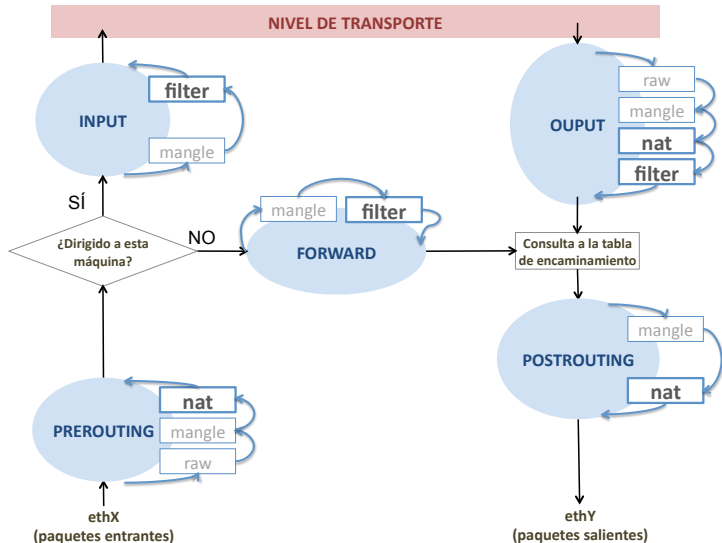 NIVEL DE TRANSPORTE
filter
INPUT
mangle
raw
mangle
OUPUT
nat
filter
SÍ
¿Dirigido a esta
máquina?
NO
mangle
filter
FORWARD
Consulta a la tabla
de encaminamiento
mangle
POSTROUTING
nat
nat
PREROUTING
mangle
raw
ethX
(paquetes entrantes)
ethY
(paquetes salientes)